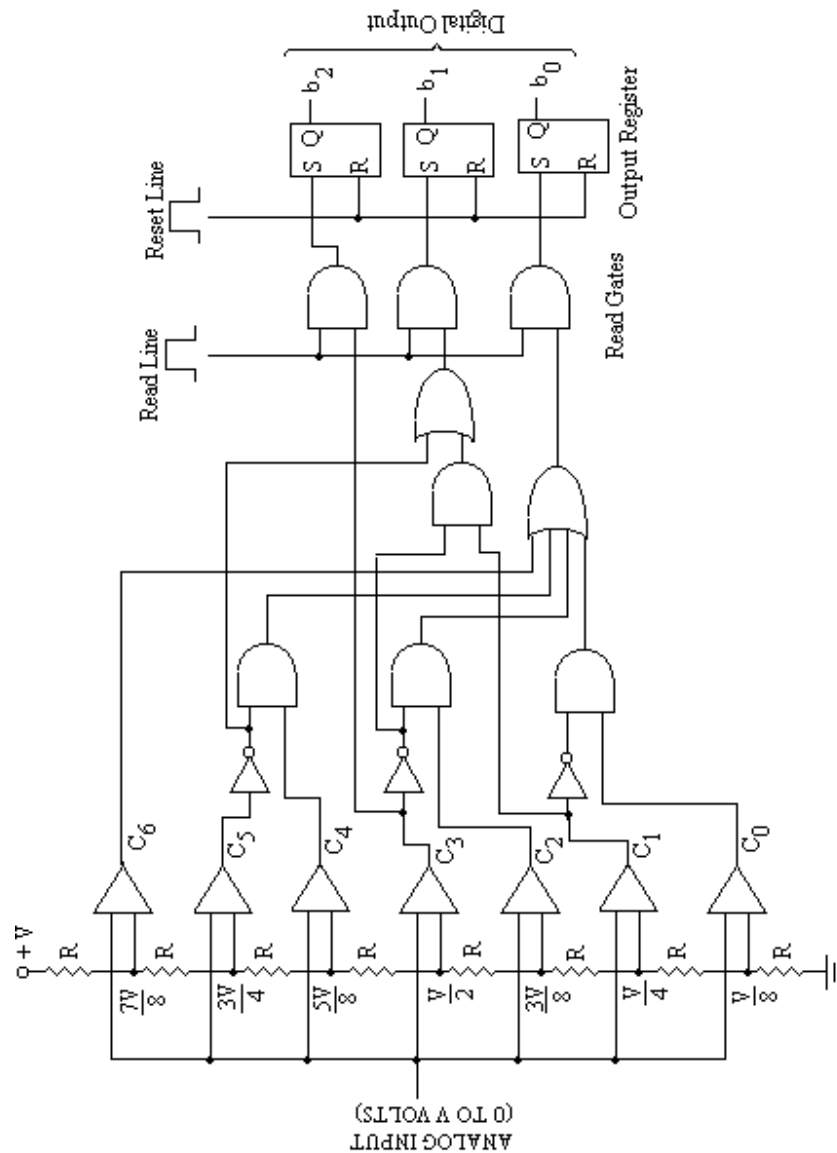 ANALOG INPUT
(0 TO V VOLTS)
+V
R
7V
8
R
3V
4
R
5V
8
R
V
2
R
3V
8
R
V
4
R
V
8
R
C6
C5
C4
C3
C2
C1
C0
Read Line
Read Gates
Reset Line
S Q
R
b2
S Q
R
b1
S Q
R
b0
Output Register
Digital Output